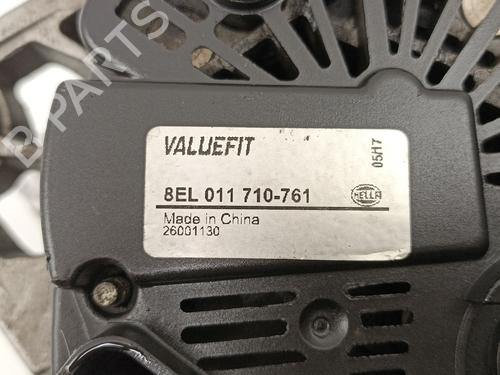 B PARTS
VALUEFIT
05H7
8EL 011 710-761
HELLA
Made in China
26001130